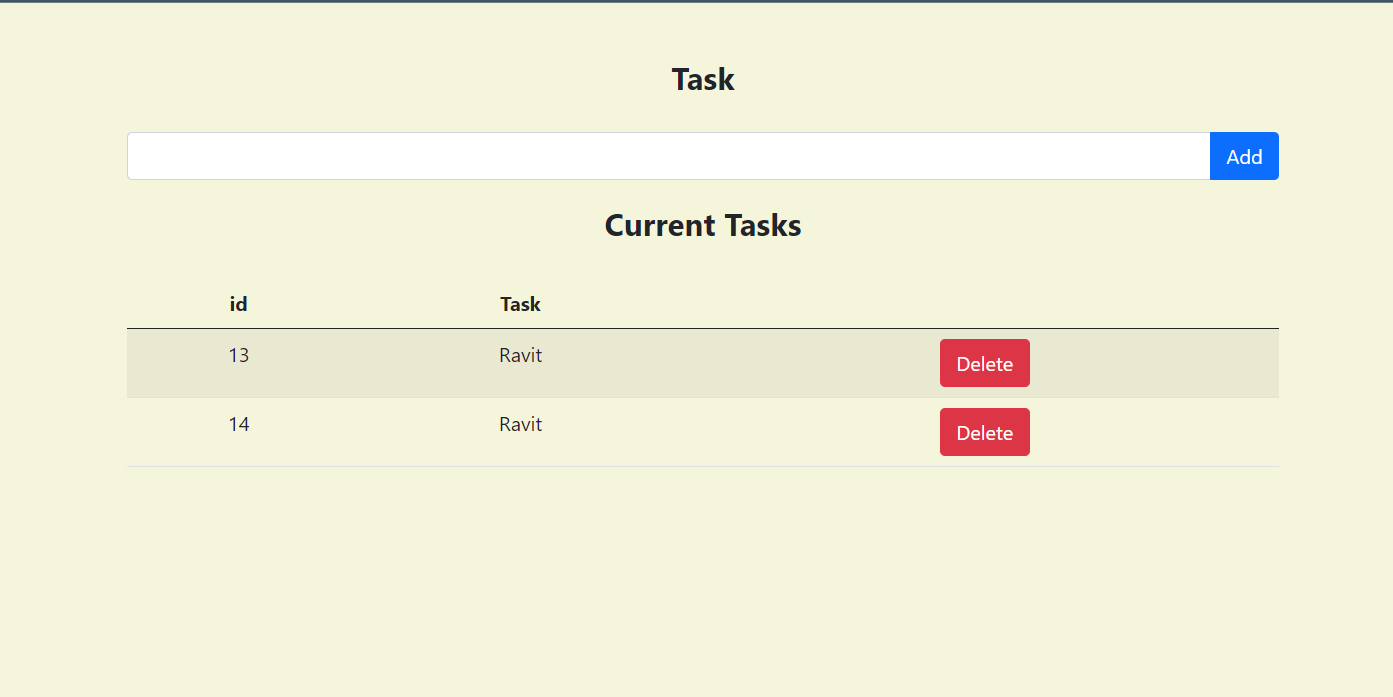 Task
Add
Current Tasks
id Task
13 Ravit Delete
14 Ravit Delete